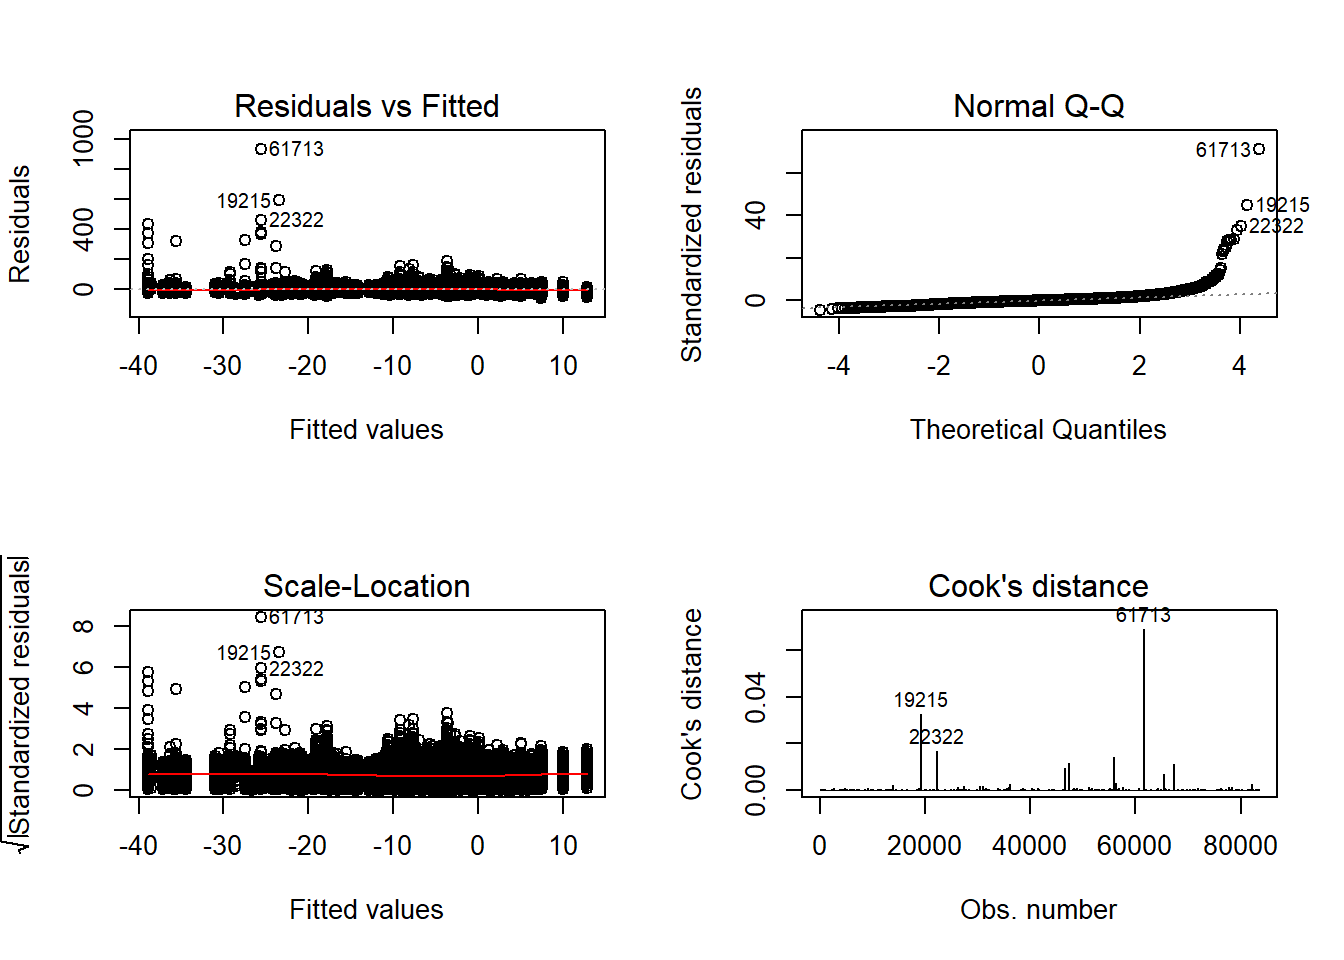 Residuals vs Fitted
Residuals
1000
400
0
61713
19215
22322
-40 -30 -20 -10 0 10
Fitted values
Normal Q-Q
Standardized residuals
40
0
61713
19215
22322
-4 -2 0 2 4
Theoretical Quantiles
Scale-Location
√|Standardized residuals|
8
6
4
2
0
61713
19215
22322
-40 -30 -20 -10 0 10
Fitted values
Cook's distance
Cook's distance
0.04
0.00
61713
19215
22322
0 20000 40000 60000 80000
Obs. number